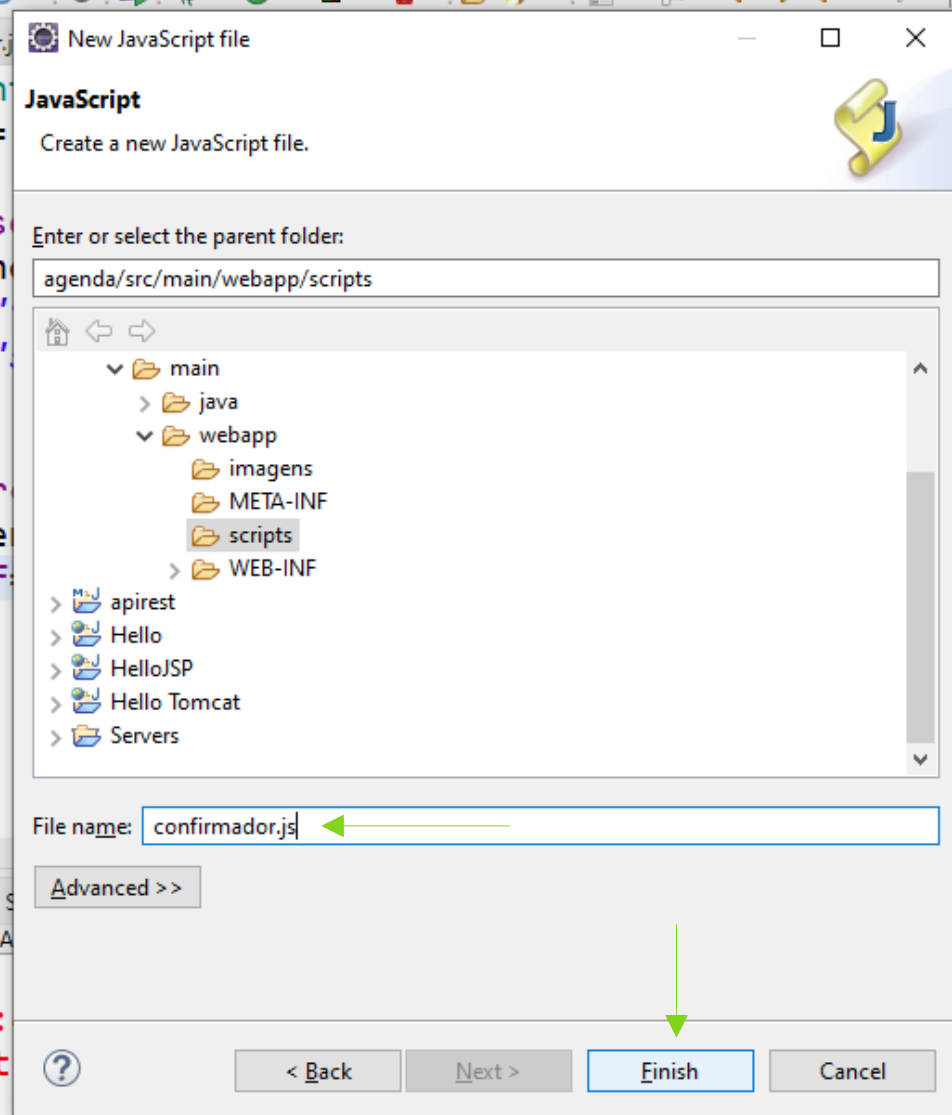 New JavaScript file
JavaScript
Create a new JavaScript file.
Enter or select the parent folder:
agenda/src/main/webapp/scripts
main
java
webapp
imagens
META-INF
scripts
WEB-INF
apirest
Hello
HelloJSP
Hello Tomcat
Servers
File name: confirmador.js
Advanced >>
< Back Next > Finish Cancel